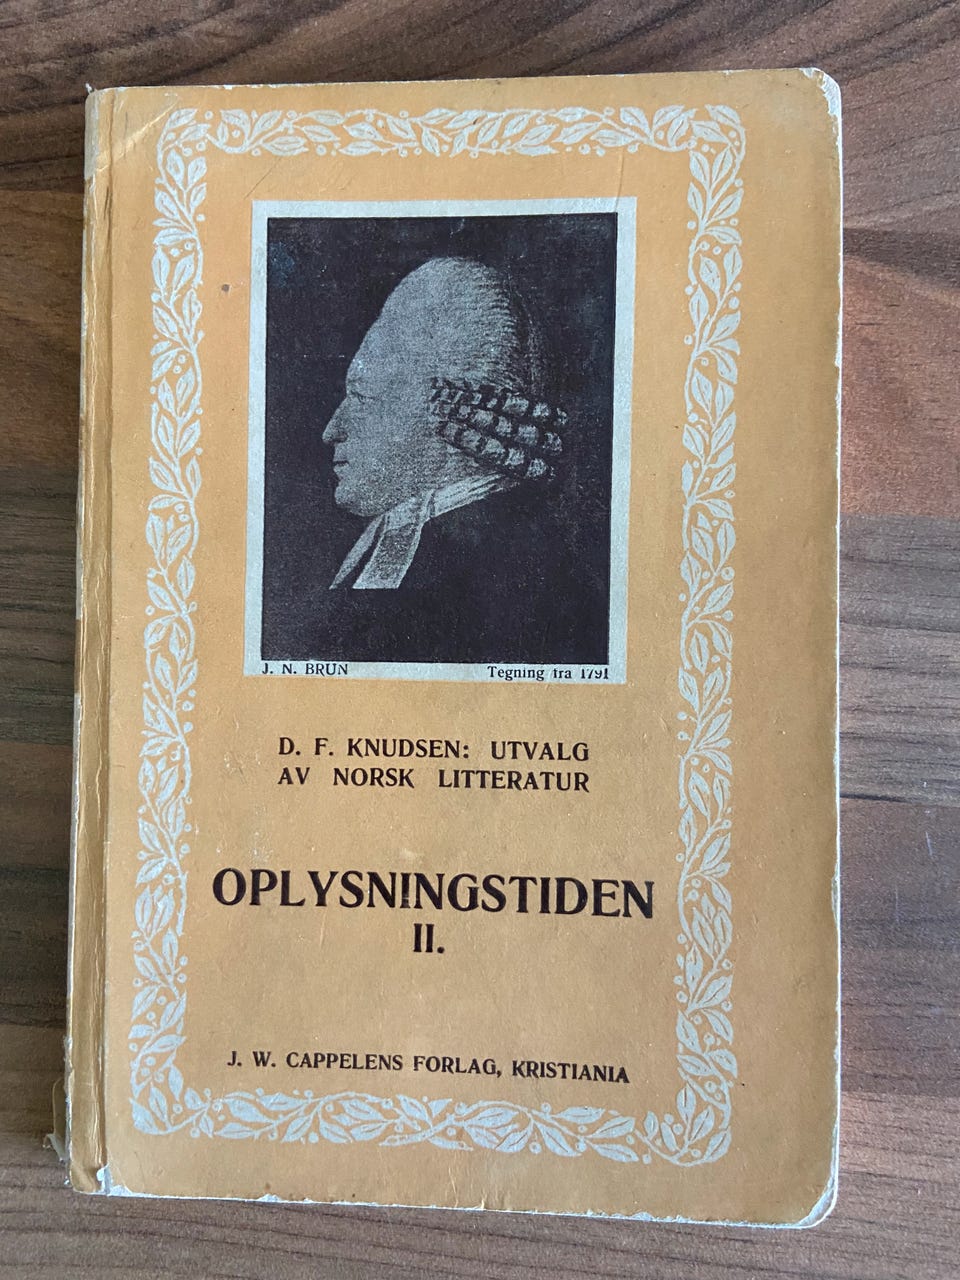 J. N. BRUN Tegning fra 1791
D. F. KNUDSEN: UTVALG
AV NORSK LITTERATUR
OPLYSNINGSTIDEN
II.
J. W. CAPPELENS FORLAG, KRISTIANIA